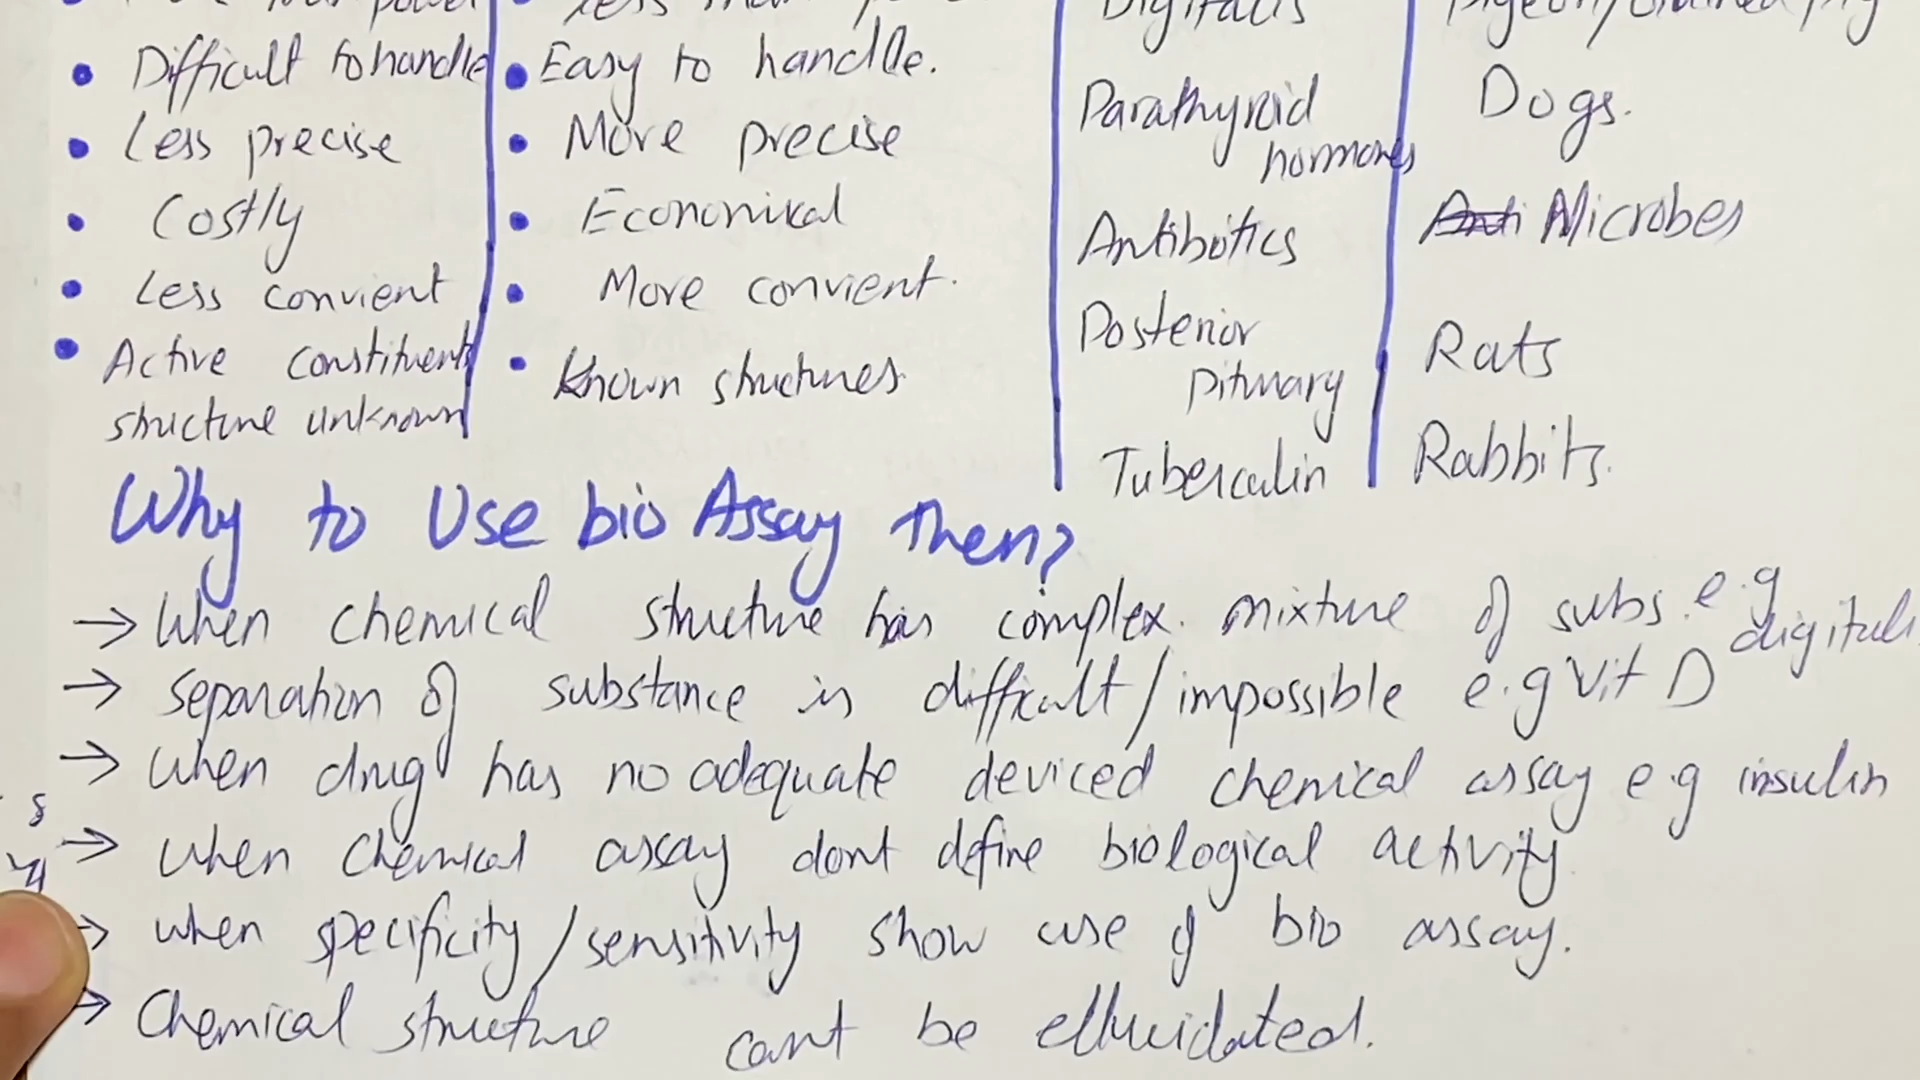 Difficult to handle
Less precise
Costly
Less convient
Active constituents
structure unknown
Easy to handle.
More precise
Economical
More convient.
Known structures
Digitalis
Parathyroid
hormones
Antibotics
Posterior
Pituary
Tuberculin
Dogs.
Anti Microbes
Rats
Rabbits.
Why to Use bio Assay Then?
→ When chemical structure has complex. mixture of subs. e.g
digitalis
→ separation of substance is difficult/impossible e.g Vit D
→ when drug has no adequate deviced chemical assay e.g insulin
→ when chemical assay dont define biological activity
→ when specificity/sensitivity show use of bio assay.
→ Chemical structure cant be elluidated.